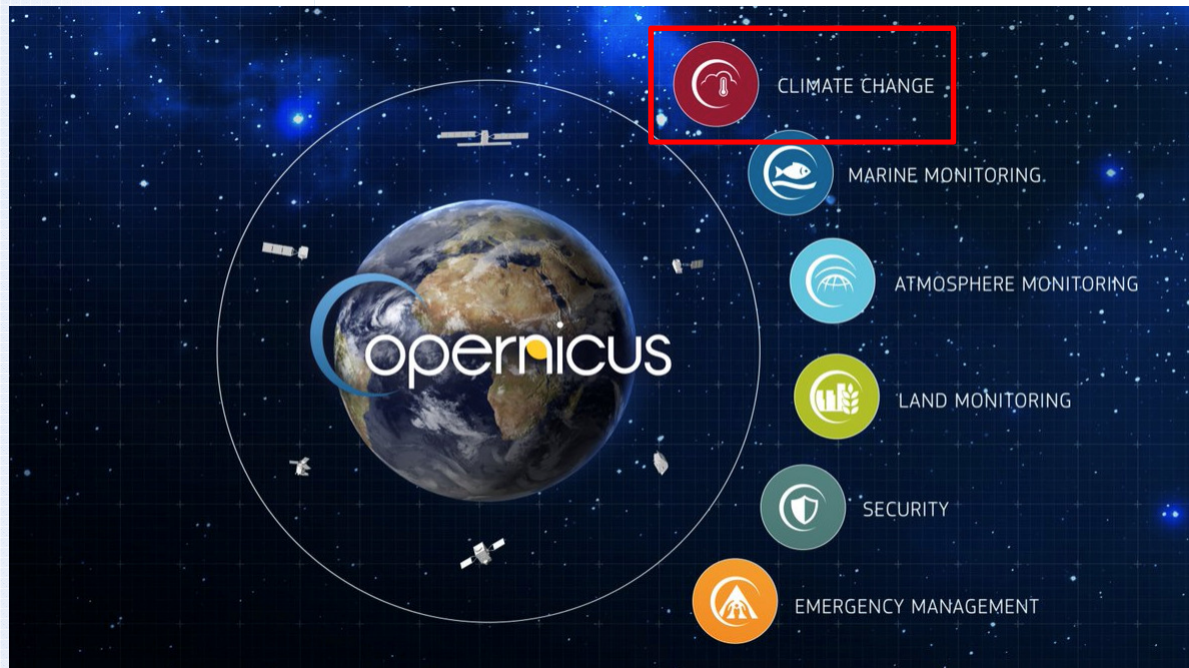 CLIMATE CHANGE
MARINE MONITORING
ATMOSPHERE MONITORING
opernicus
LAND MONITORING
SECURITY
EMERGENCY MANAGEMENT